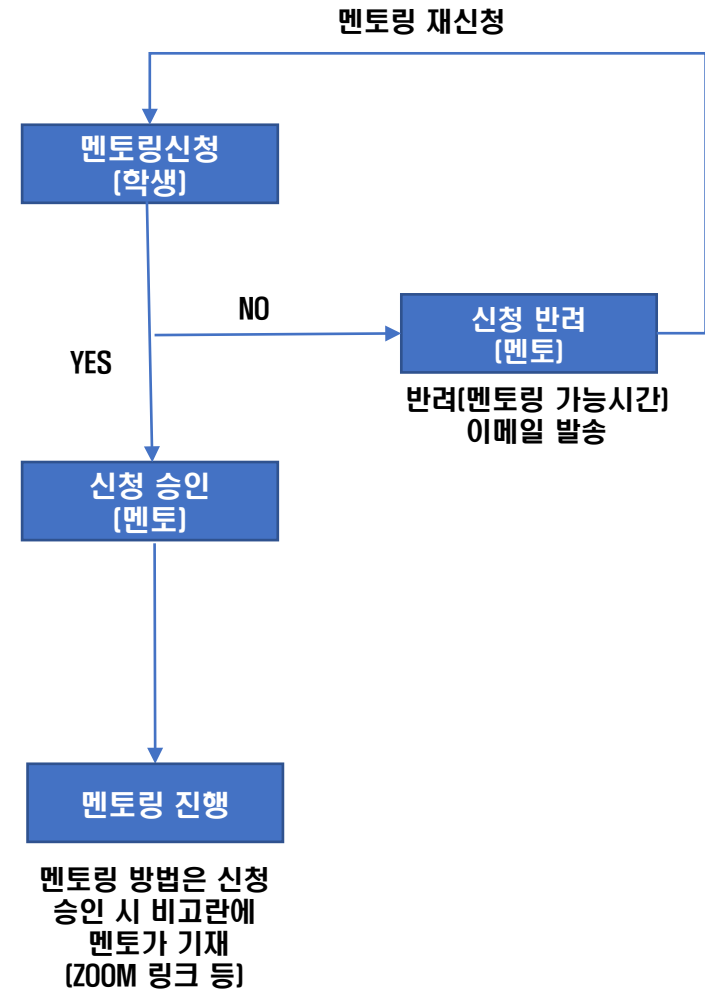 멘토링 재신청
멘토링신청
(학생)
NO
신청 반려
(멘토)
YES
반려(멘토링 가능시간)
이메일 발송
신청 승인
(멘토)
멘토링 진행
멘토링 방법은 신청
승인 시 비고란에
멘토가 기재
(ZOOM 링크 등)